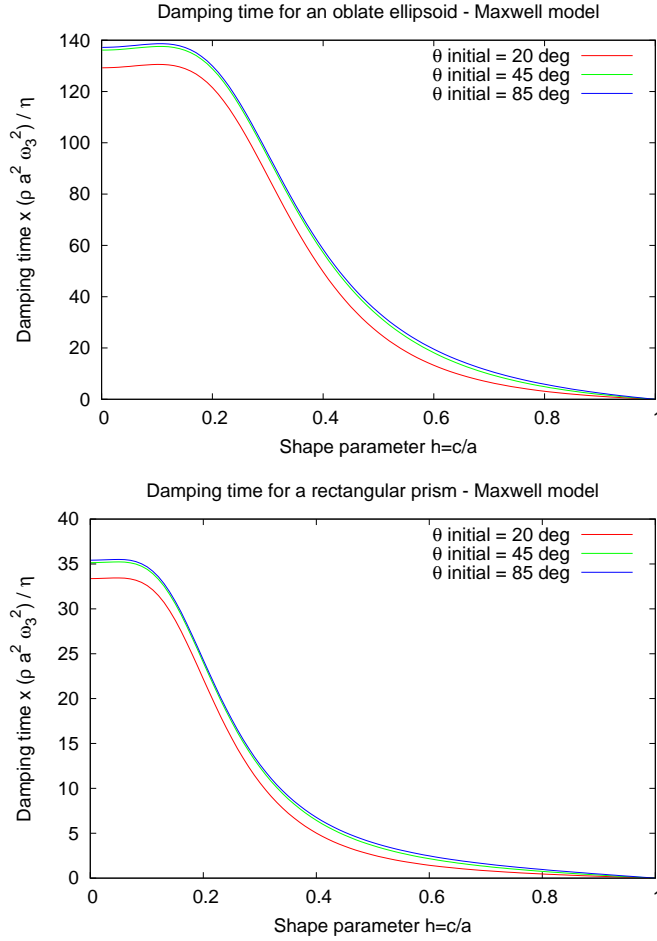 Damping time for an oblate ellipsoid - Maxwell model
140
120
100
80
60
40
20
0
Damping time x (ρ a² ω₃²) / η
θ initial = 20 deg
θ initial = 45 deg
θ initial = 85 deg
0 0.2 0.4 0.6 0.8 1
Shape parameter h=c/a
Damping time for a rectangular prism - Maxwell model
40
35
30
25
20
15
10
5
0
Damping time x (ρ a² ω₃²) / η
θ initial = 20 deg
θ initial = 45 deg
θ initial = 85 deg
0 0.2 0.4 0.6 0.8 1
Shape parameter h=c/a